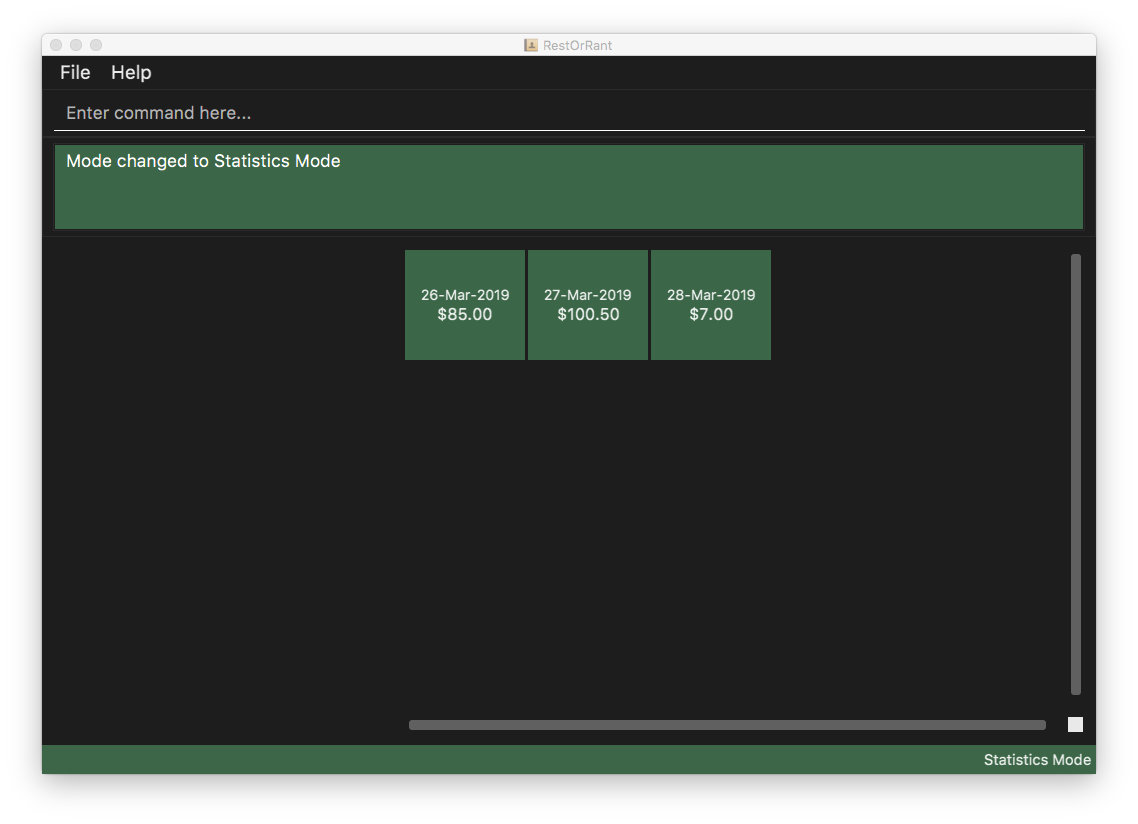 RestOrRant
File Help
Enter command here...
Mode changed to Statistics Mode
26-Mar-2019 27-Mar-2019 28-Mar-2019
$85.00 $100.50 $7.00
Statistics Mode